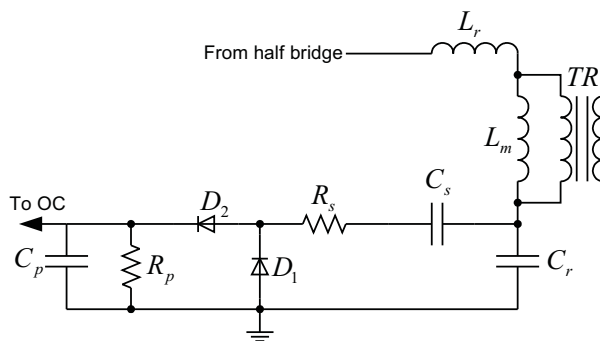 L_r
From half bridge
TR
L_m
C_s
R_s
D_2
To OC
C_p
R_p
D_1
C_r